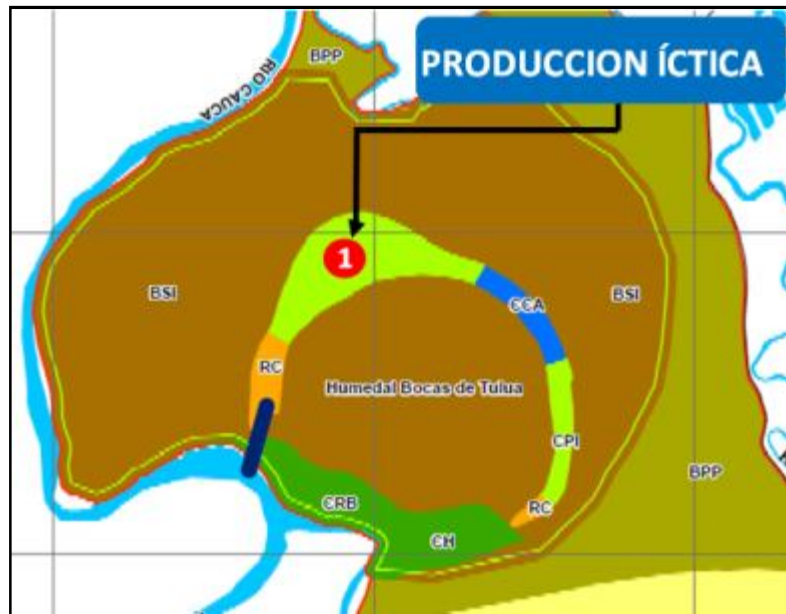 PRODUCCION ÍCTICA
BPP
RIO CAUCA
1
BSI
CCA
BSI
RC
Humedal Bocas de Tulua
CPI
BPP
CRB
RC
CH